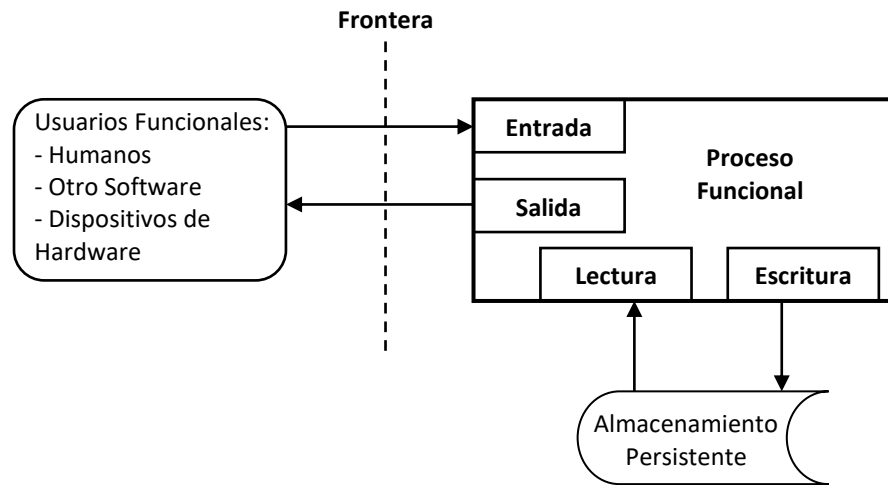 Frontera
Usuarios Funcionales:
- Humanos
- Otro Software
- Dispositivos de
Hardware
Entrada
Proceso
Funcional
Salida
Lectura
Escritura
Almacenamiento
Persistente